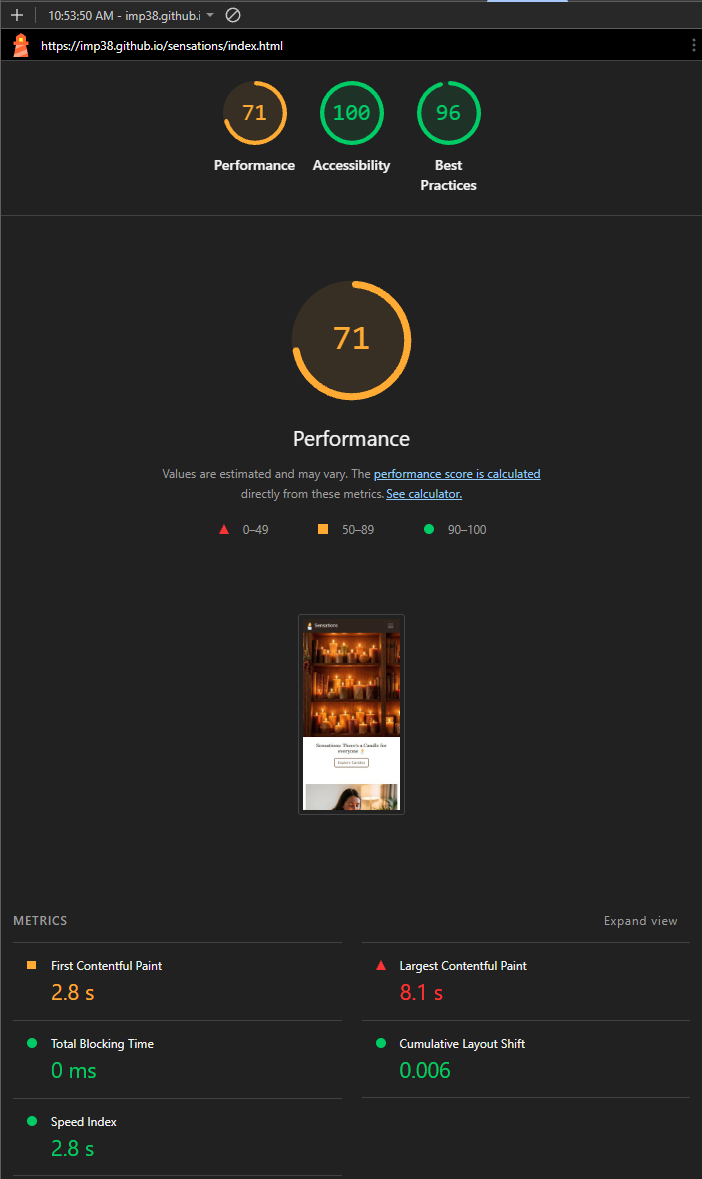 10:53:50 AM - imp38.github.i
https://imp38.github.io/sensations/index.html
71
100
96
Performance
Accessibility
Best
Practices
71
Performance
Values are estimated and may vary. The performance score is calculated
directly from these metrics. See calculator.
0–49
50–89
90–100
Sensations
Sensations: There's a Candle for
everyone
Explore Candles
METRICS
Expand view
First Contentful Paint
2.8 s
Largest Contentful Paint
8.1 s
Total Blocking Time
0 ms
Cumulative Layout Shift
0.006
Speed Index
2.8 s